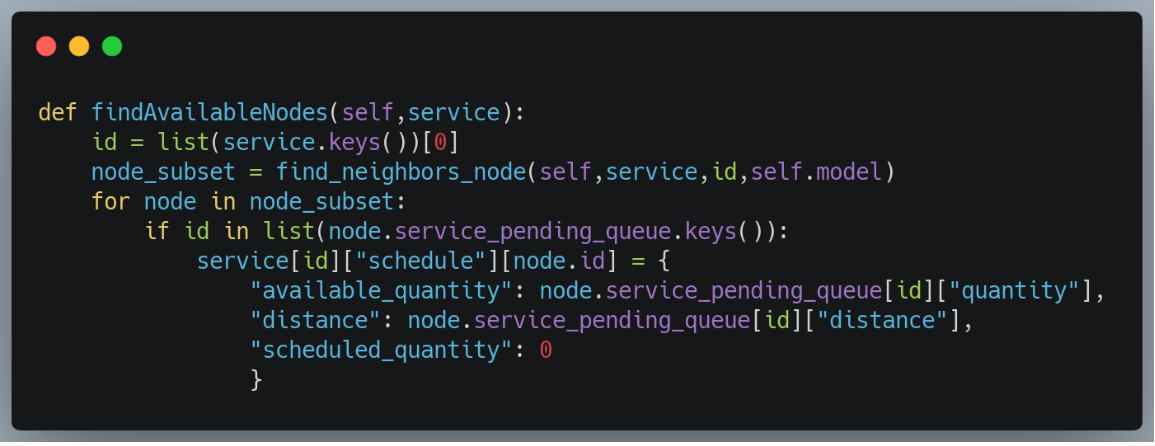 def findAvailableNodes(self,service):
    id = list(service.keys())[0]
    node_subset = find_neighbors_node(self,service,id,self.model)
    for node in node_subset:
        if id in list(node.service_pending_queue.keys()):
            service[id]["schedule"][node.id] = {
                "available_quantity": node.service_pending_queue[id]["quantity"],
                "distance": node.service_pending_queue[id]["distance"],
                "scheduled_quantity": 0
                }